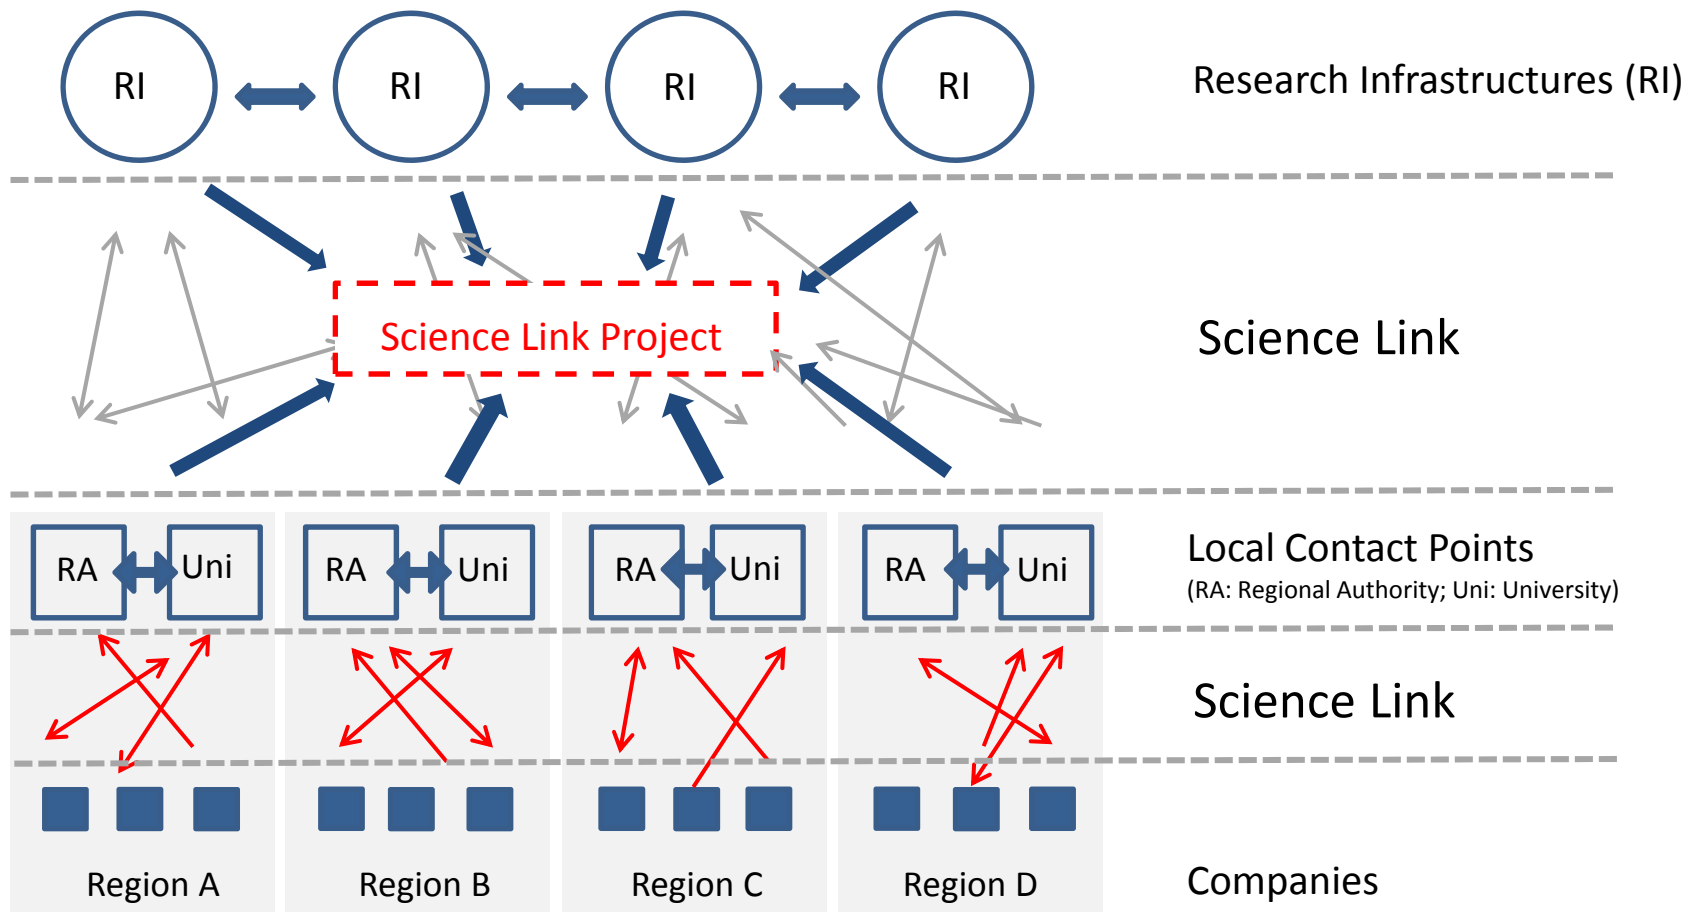 RI
RI
RI
RI
Research Infrastructures (RI)
Science Link Project
Science Link
RA
Uni
RA
Uni
RA
Uni
RA
Uni
Local Contact Points
(RA: Regional Authority; Uni: University)
Science Link
Region A
Region B
Region C
Region D
Companies